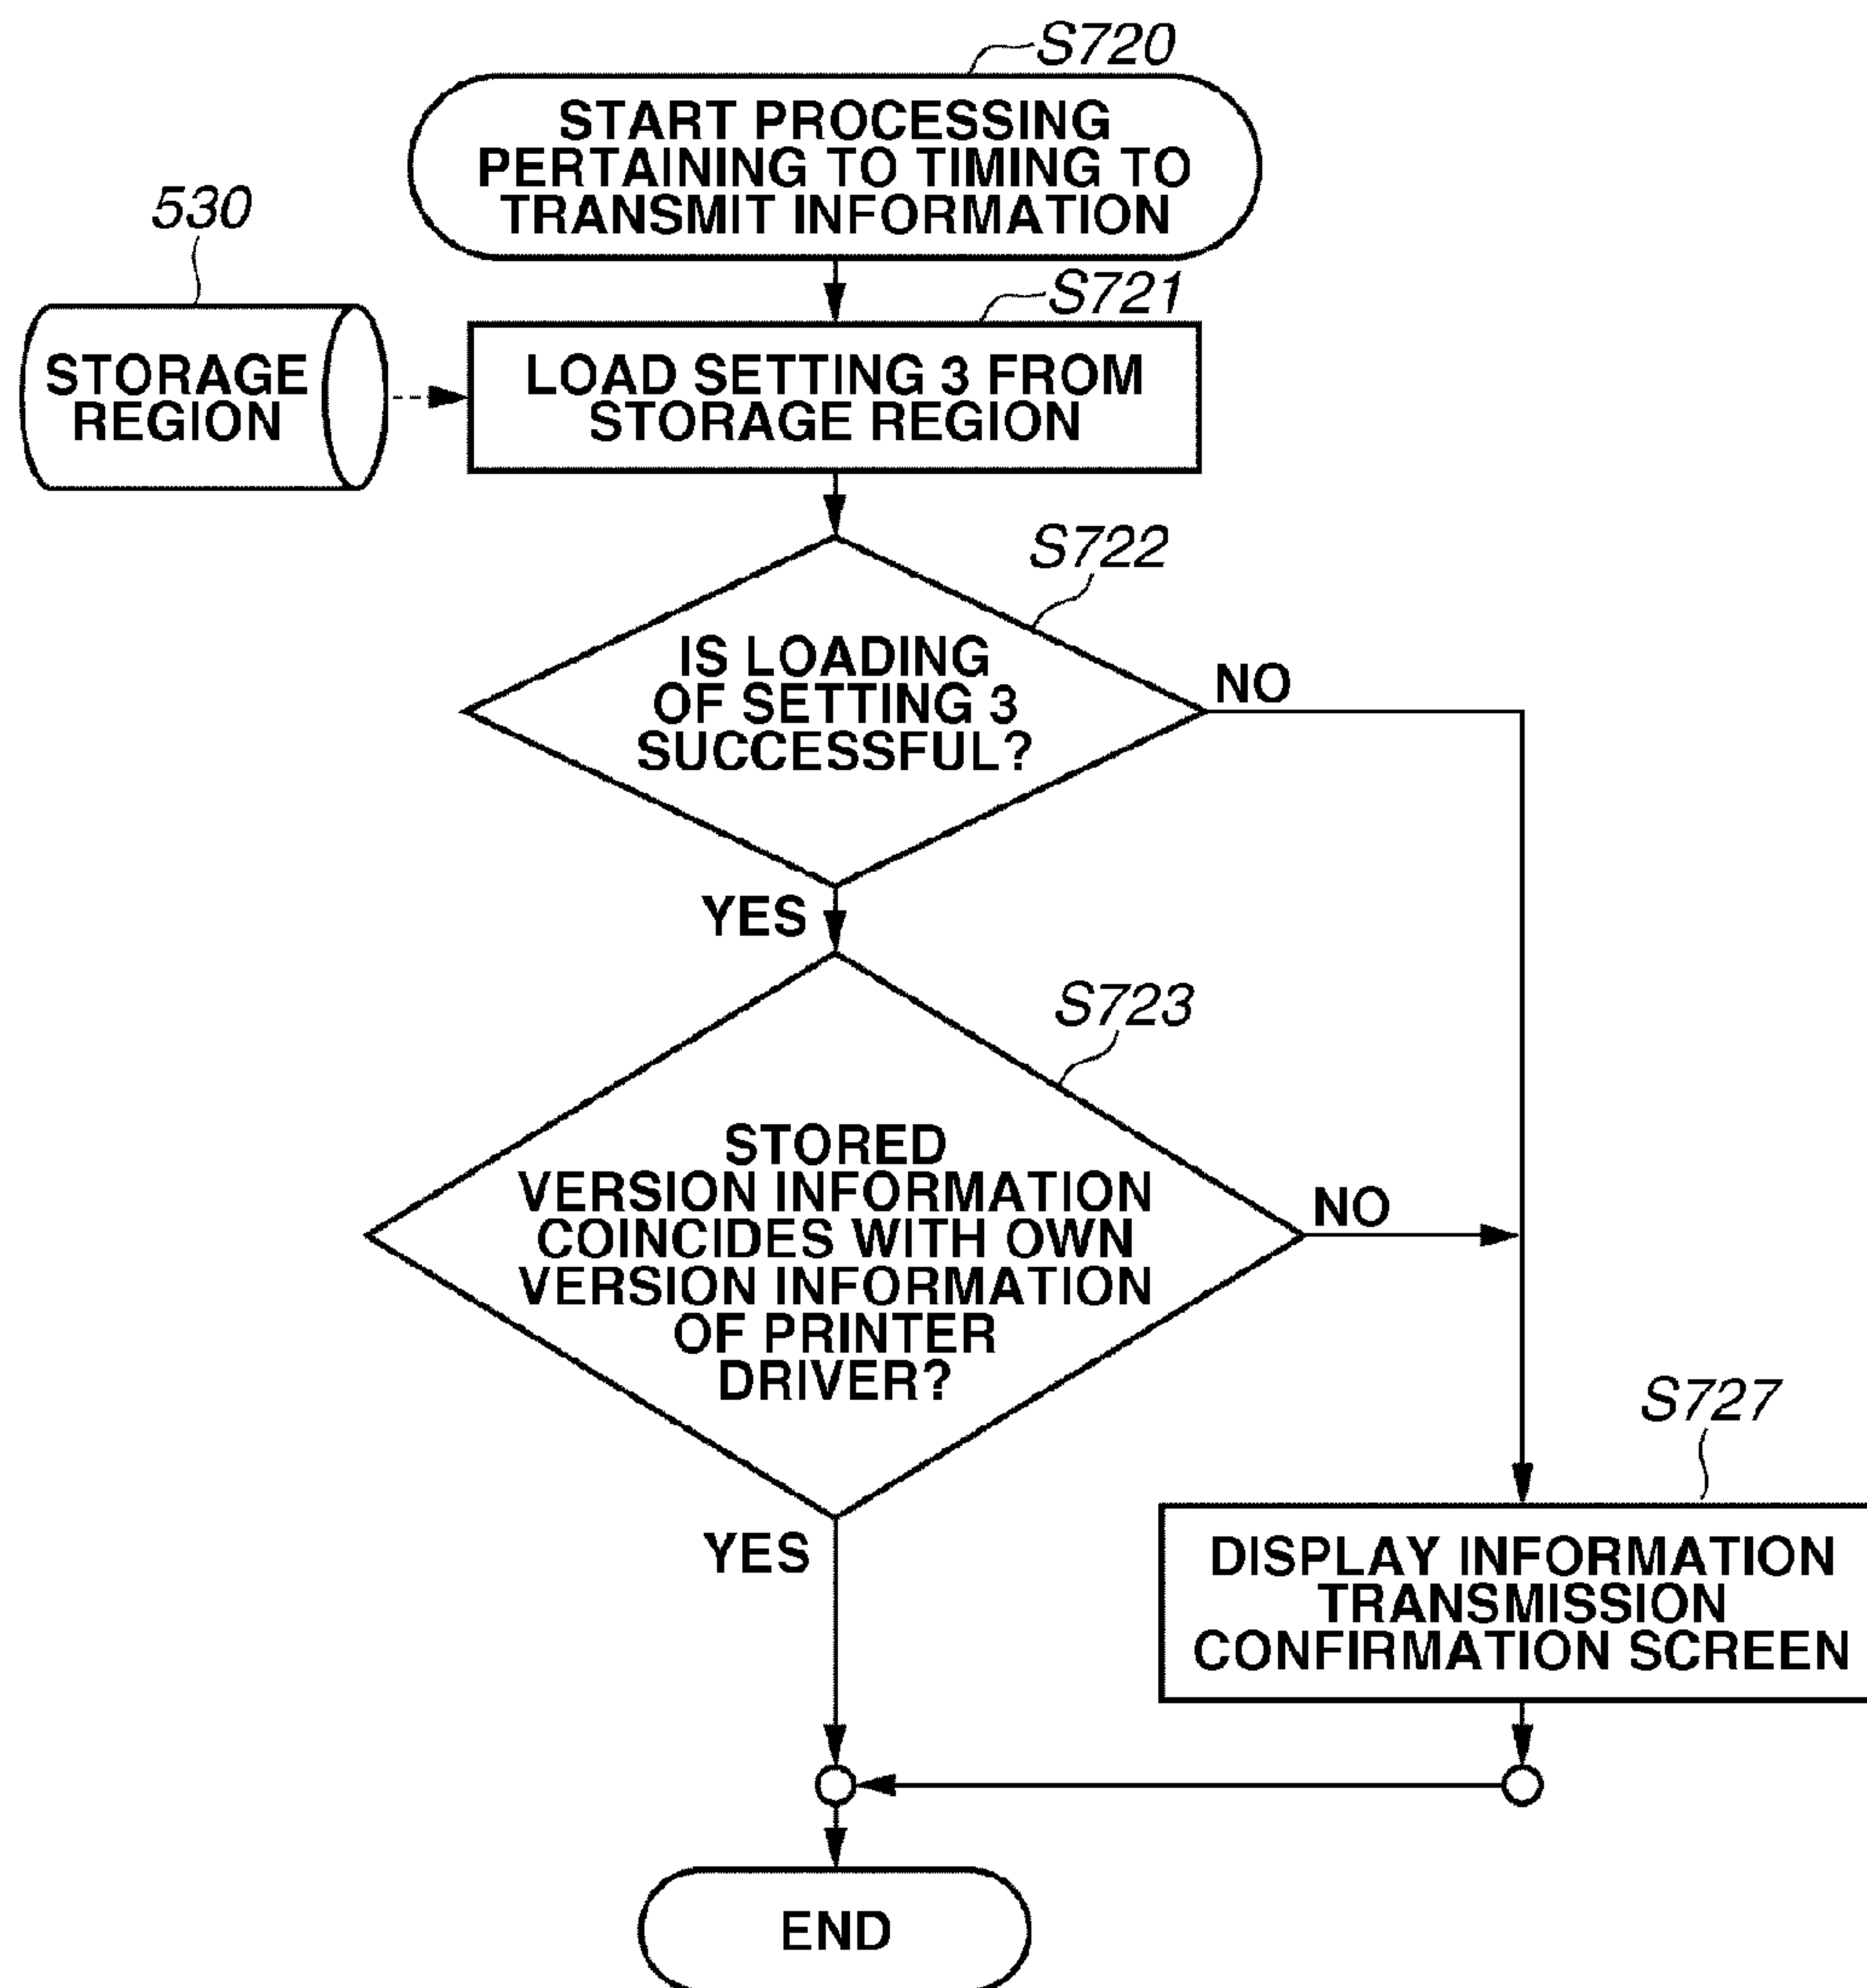 S720
START PROCESSING
PERTAINING TO TIMING TO
TRANSMIT INFORMATION
530
S721
STORAGE
REGION
LOAD SETTING 3 FROM
STORAGE REGION
S722
IS LOADING
OF SETTING 3
SUCCESSFUL?
NO
YES
S723
STORED
VERSION INFORMATION
COINCIDES WITH OWN
VERSION INFORMATION
OF PRINTER
DRIVER?
NO
S727
YES
DISPLAY INFORMATION
TRANSMISSION
CONFIRMATION SCREEN
END